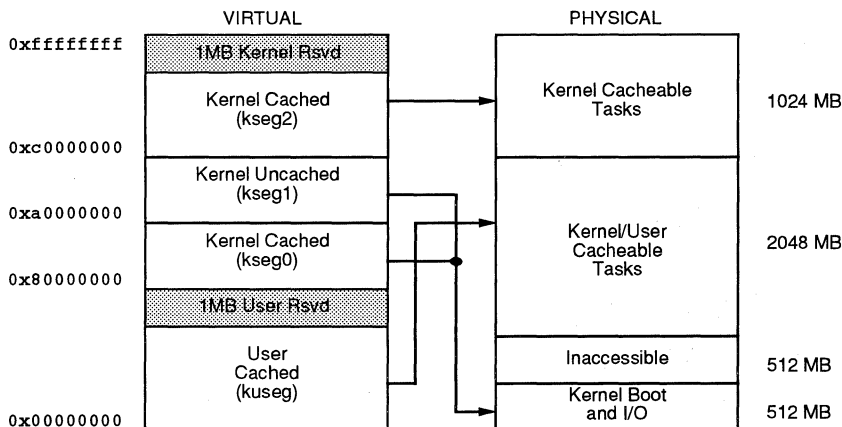 VIRTUAL
PHYSICAL
0xffffffff
1MB Kernel Rsvd
Kernel Cached
(kseg2)
Kernel Cacheable
Tasks
1024 MB
0xc0000000
Kernel Uncached
(kseg1)
0xa0000000
Kernel Cached
(kseg0)
Kernel/User
Cacheable
Tasks
2048 MB
0x80000000
1MB User Rsvd
User
Cached
(kuseg)
Inaccessible
512 MB
Kernel Boot
and I/O
512 MB
0x00000000